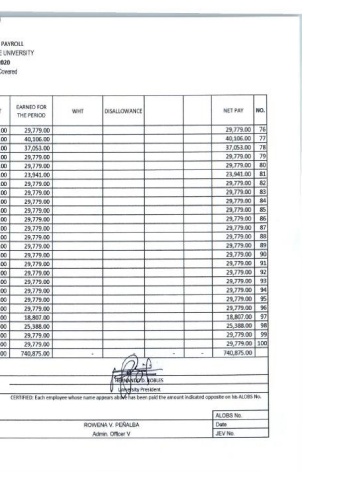 PAYROLL
UNIVERSITY
2020
Covered
EARNED FOR THE PERIOD WHT DISALLOWANCE NET PAY NO.
.00 29,779.00 29,779.00 76
.00 40,106.00 40,106.00 77
.00 37,053.00 37,053.00 78
.00 29,779.00 29,779.00 79
.00 29,779.00 29,779.00 80
.00 23,941.00 23,941.00 81
.00 29,779.00 29,779.00 82
.00 29,779.00 29,779.00 83
.00 29,779.00 29,779.00 84
.00 29,779.00 29,779.00 85
.00 29,779.00 29,779.00 86
.00 29,779.00 29,779.00 87
.00 29,779.00 29,779.00 88
.00 29,779.00 29,779.00 89
.00 29,779.00 29,779.00 90
.00 29,779.00 29,779.00 91
.00 29,779.00 29,779.00 92
.00 29,779.00 29,779.00 93
.00 29,779.00 29,779.00 94
.00 29,779.00 29,779.00 95
.00 29,779.00 29,779.00 96
.00 18,807.00 18,807.00 97
.00 25,388.00 25,388.00 98
.00 29,779.00 29,779.00 99
.00 29,779.00 29,779.00 100
.00 740,875.00 - - - 740,875.00
ROBLES
University President
CERTIFIED: Each employee whose name appears above has been paid the amount indicated opposite on his ALOBS No.
ALOBS No.
ROWENA V. PEÑALBA Date
Admin. Officer V JEV No.